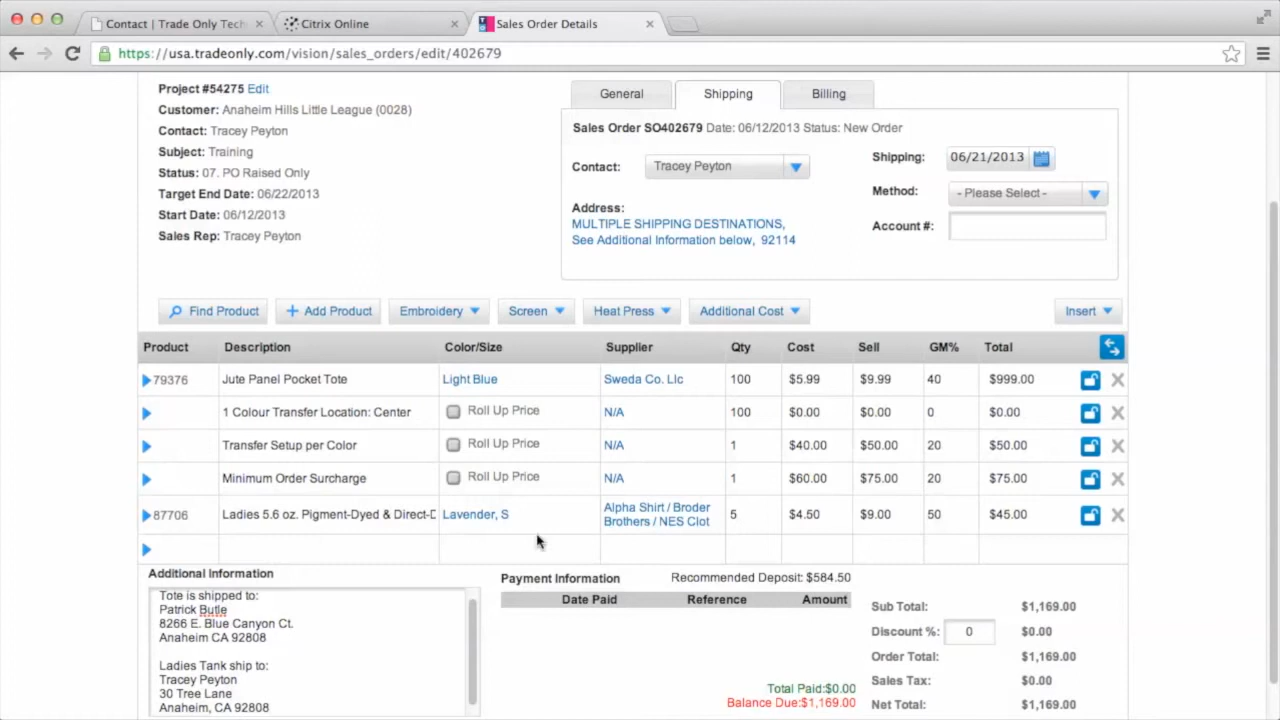 Contact | Trade Only Tech
Citrix Online
Sales Order Details
https://usa.tradeonly.com/vision/sales_orders/edit/402679
Project #54275 Edit
Customer: Anaheim Hills Little League (0028)
Contact: Tracey Peyton
Subject: Training
Status: 07. PO Raised Only
Target End Date: 06/22/2013
Start Date: 06/12/2013
Sales Rep: Tracey Peyton
General Shipping Billing
Sales Order SO402679 Date: 06/12/2013 Status: New Order
Contact: Tracey Peyton
Address:
MULTIPLE SHIPPING DESTINATIONS,
See Additional Information below, 92114
Shipping: 06/21/2013
Method: - Please Select -
Account #:
Find Product + Add Product Embroidery Screen Heat Press Additional Cost Insert
Product Description Color/Size Supplier Qty Cost Sell GM% Total
79376 Jute Panel Pocket Tote Light Blue Sweda Co. Llc 100 $5.99 $9.99 40 $999.00
1 Colour Transfer Location: Center Roll Up Price N/A 100 $0.00 $0.00 0 $0.00
Transfer Setup per Color Roll Up Price N/A 1 $40.00 $50.00 20 $50.00
Minimum Order Surcharge Roll Up Price N/A 1 $60.00 $75.00 20 $75.00
87706 Ladies 5.6 oz. Pigment-Dyed & Direct-D Lavender, S Alpha Shirt / Broder 5 $4.50 $9.00 50 $45.00
Brothers / NES Clot
Additional Information
Tote is shipped to:
Patrick Butle
8266 E. Blue Canyon Ct.
Anaheim CA 92808
Ladies Tank ship to:
Tracey Peyton
30 Tree Lane
Anaheim, CA 92808
Payment Information Recommended Deposit: $584.50
Date Paid Reference Amount
Total Paid:$0.00
Balance Due:$1,169.00
Sub Total: $1,169.00
Discount %: 0 $0.00
Order Total: $1,169.00
Sales Tax: $0.00
Net Total: $1,169.00